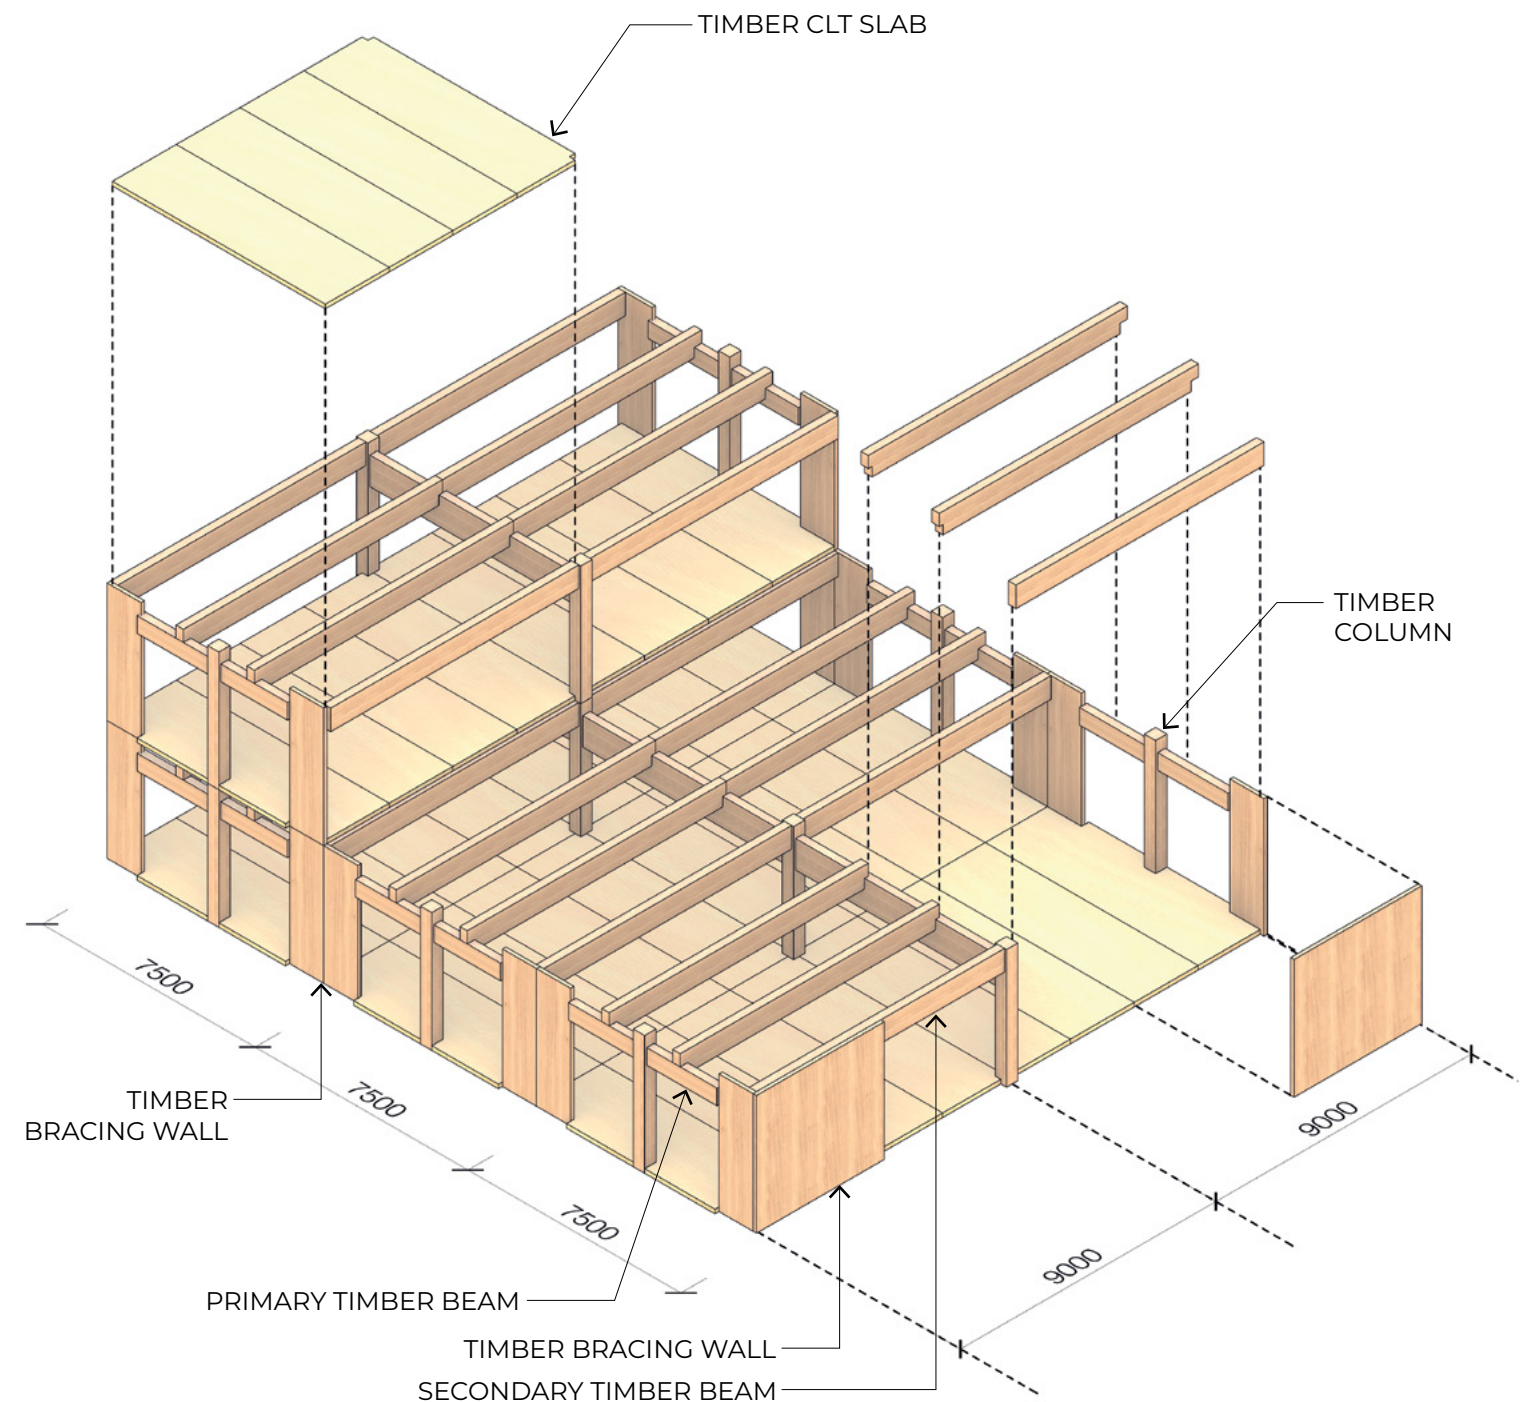 TIMBER CLT SLAB
TIMBER
COLUMN
7500
7500
7500
9000
9000
TIMBER
BRACING WALL
PRIMARY TIMBER BEAM
TIMBER BRACING WALL
SECONDARY TIMBER BEAM